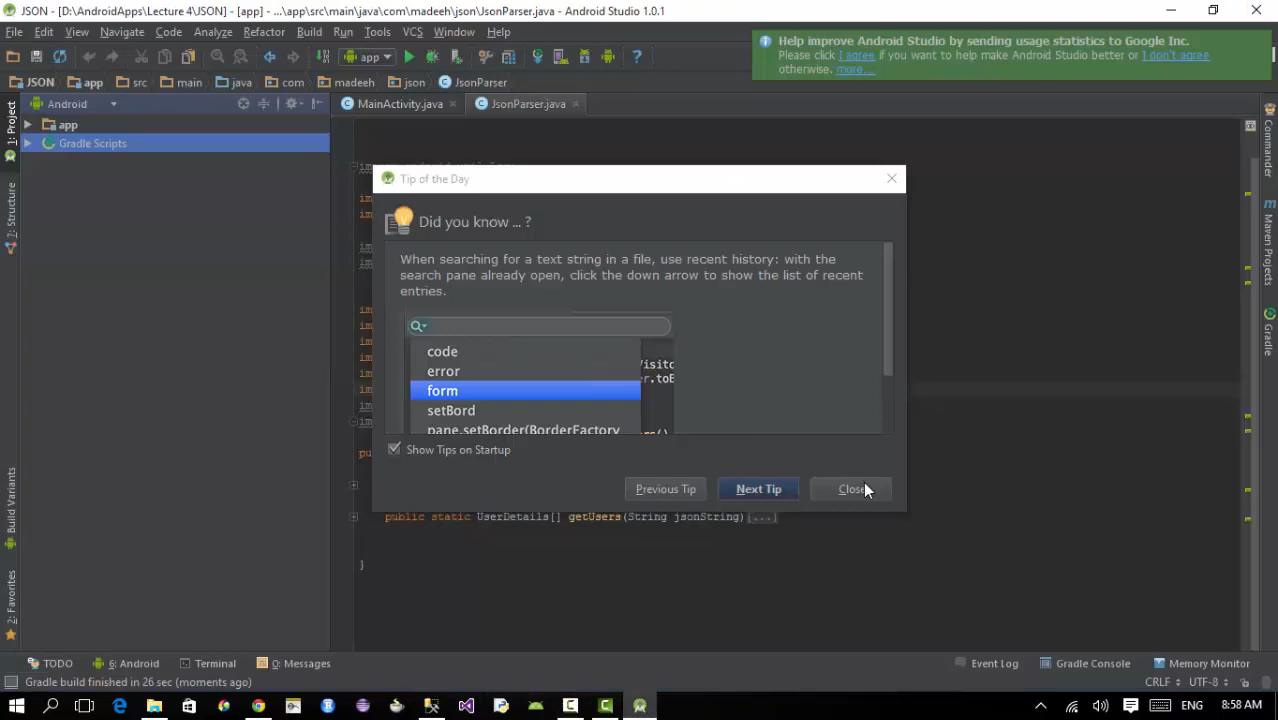 JSON - [D:\AndroidApps\Lecture 4\JSON] - [app] - ...\app\src\main\java\com\madeeh\json\JsonParser.java - Android Studio 1.0.1
File Edit View Navigate Code Analyze Refactor Build Run Tools VCS Window Help
app
Help improve Android Studio by sending usage statistics to Google Inc.
Please click I agree if you want to help make Android Studio better or I don't agree
otherwise. more...
JSON app src main java com madeeh json JsonParser
Android
MainActivity.java JsonParser.java
1: Project
7: Structure
Build Variants
2: Favorites
app
Gradle Scripts
Commander
Maven Projects
Gradle
Tip of the Day
Did you know ... ?
When searching for a text string in a file, use recent history: with the
search pane already open, click the down arrow to show the list of recent
entries.
code
error
form
setBord
pane.setBorder(BorderFactory
Show Tips on Startup
Previous Tip Next Tip Close
public static UserDetails[] getUsers(String jsonString)[...]
}
TODO 6: Android Terminal 0: Messages Event Log Gradle Console Memory Monitor
Gradle build finished in 26 sec (moments ago) CRLF UTF-8
ENG 8:58 AM